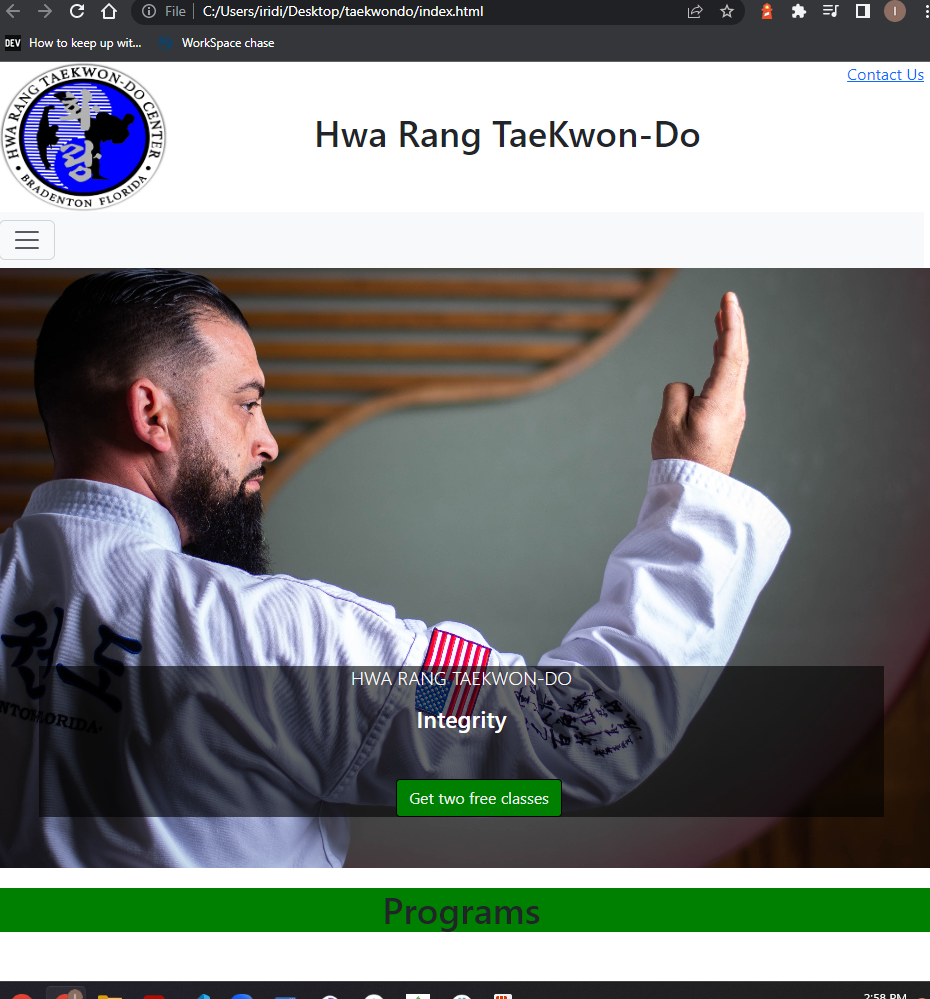 File
C:/Users/iridi/Desktop/taekwondo/index.html
I
DEV
How to keep up wit...
WorkSpace chase
HWA RANG TAEKWON-DO CENTER
화랑
• BRADENTON FLORIDA •
Contact Us
Hwa Rang TaeKwon-Do
HWA RANG TAEKWON-DO
Integrity
Get two free classes
Programs
2:58 PM